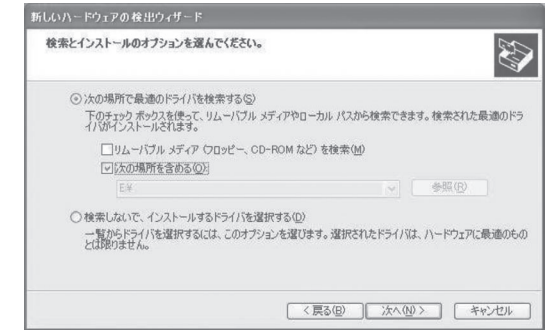 新しいハードウェアの検出ウィザード
検索とインストールのオプションを選んでください。
次の場所で最適のドライバを検索する(S)
下のチェック ボックスを使って、リムーバブル メディアやローカル パスから検索できます。検索された最適のドラ
イバがインストールされます。
リムーバブル メディア (フロッピー、CD-ROM など) を検索(M)
次の場所を含める(O):
E:¥
参照(R)
検索しないで、インストールするドライバを選択する(D)
一覧からドライバを選択するには、このオプションを選びます。選択されたドライバは、ハードウェアに最適のもの
とは限りません。
< 戻る(B)
次へ(N) >
キャンセル